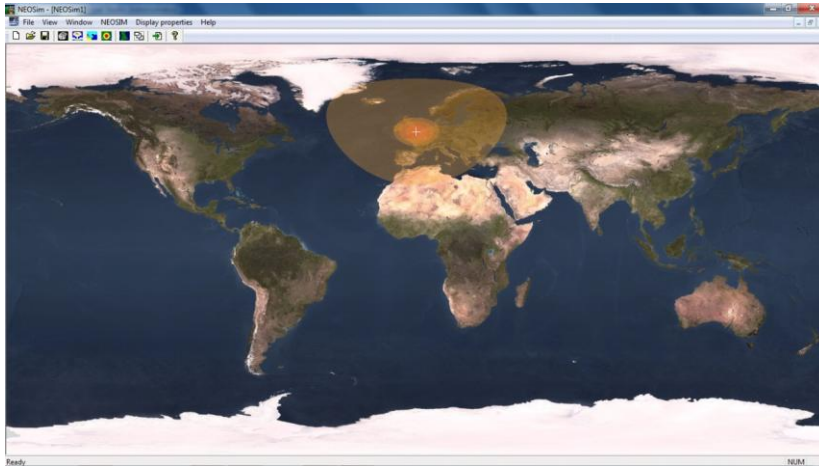 NEOSim - [NEOSim1]
File View Window NEOSIM Display properties Help
Ready NUM